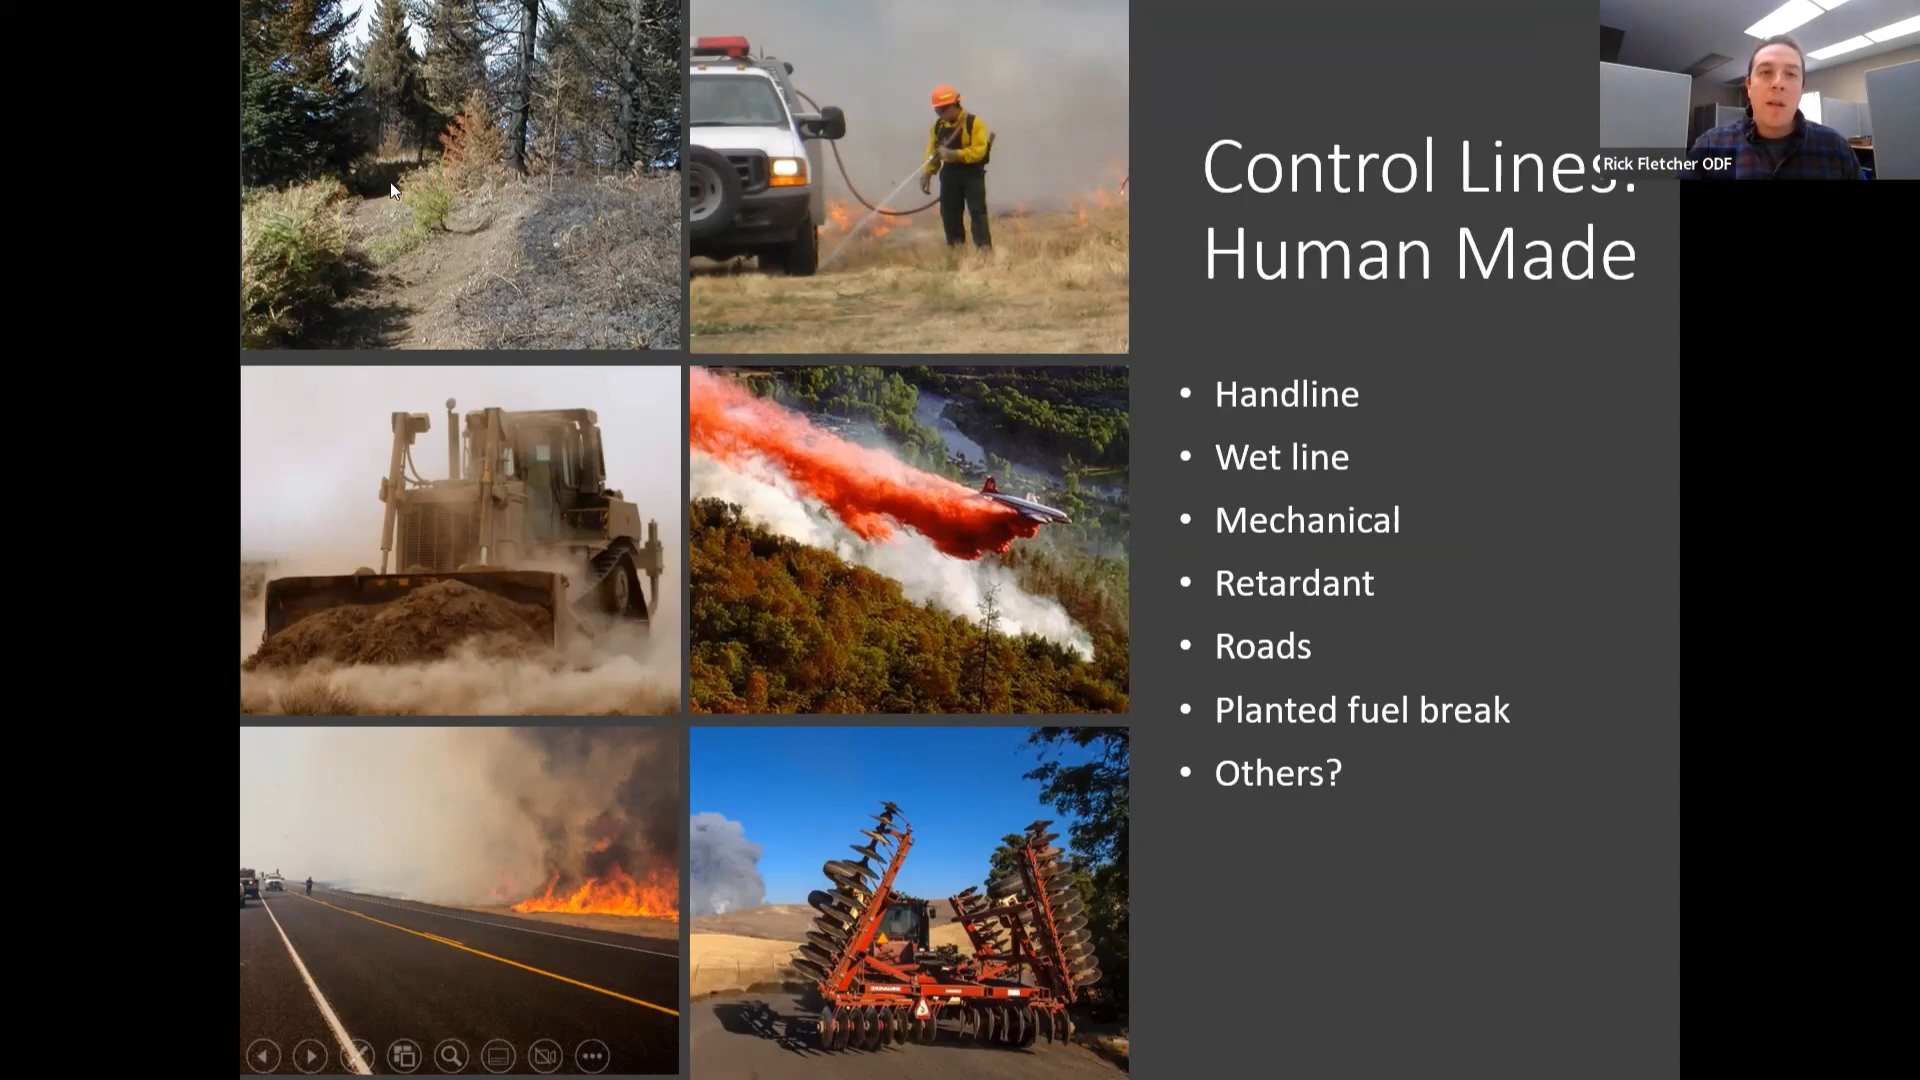 Control Lines:
Human Made
Rick Fletcher ODF
• Handline
• Wet line
• Mechanical
• Retardant
• Roads
• Planted fuel break
• Others?